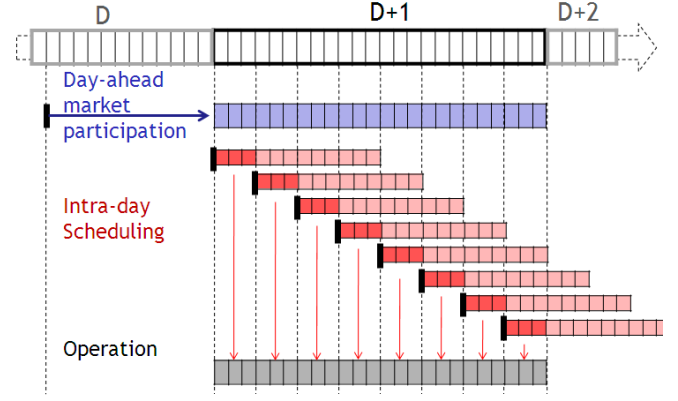 D
D+1
D+2
Day-ahead
market
participation
Intra-day
Scheduling
Operation